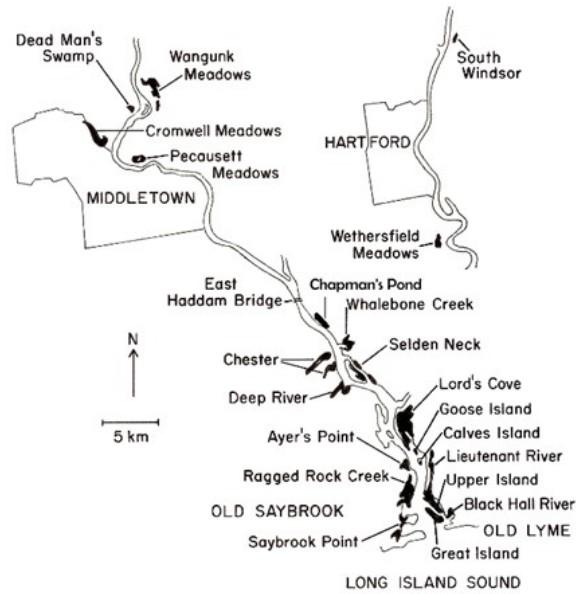 Dead Man's
Swamp
Wangunk
Meadows
South
Windsor
Cromwell Meadows
HARTFORD
Pecausett
Meadows
MIDDLETOWN
Wethersfield
Meadows
East
Haddam Bridge
Chapman's Pond
Whalebone Creek
N
Selden Neck
Chester
Lord's Cove
Deep River
Goose Island
5 km
Calves Island
Ayer's Point
Lieutenant River
Ragged Rock Creek
Upper Island
Black Hall River
OLD SAYBROOK
OLD LYME
Saybrook Point
Great Island
LONG ISLAND SOUND